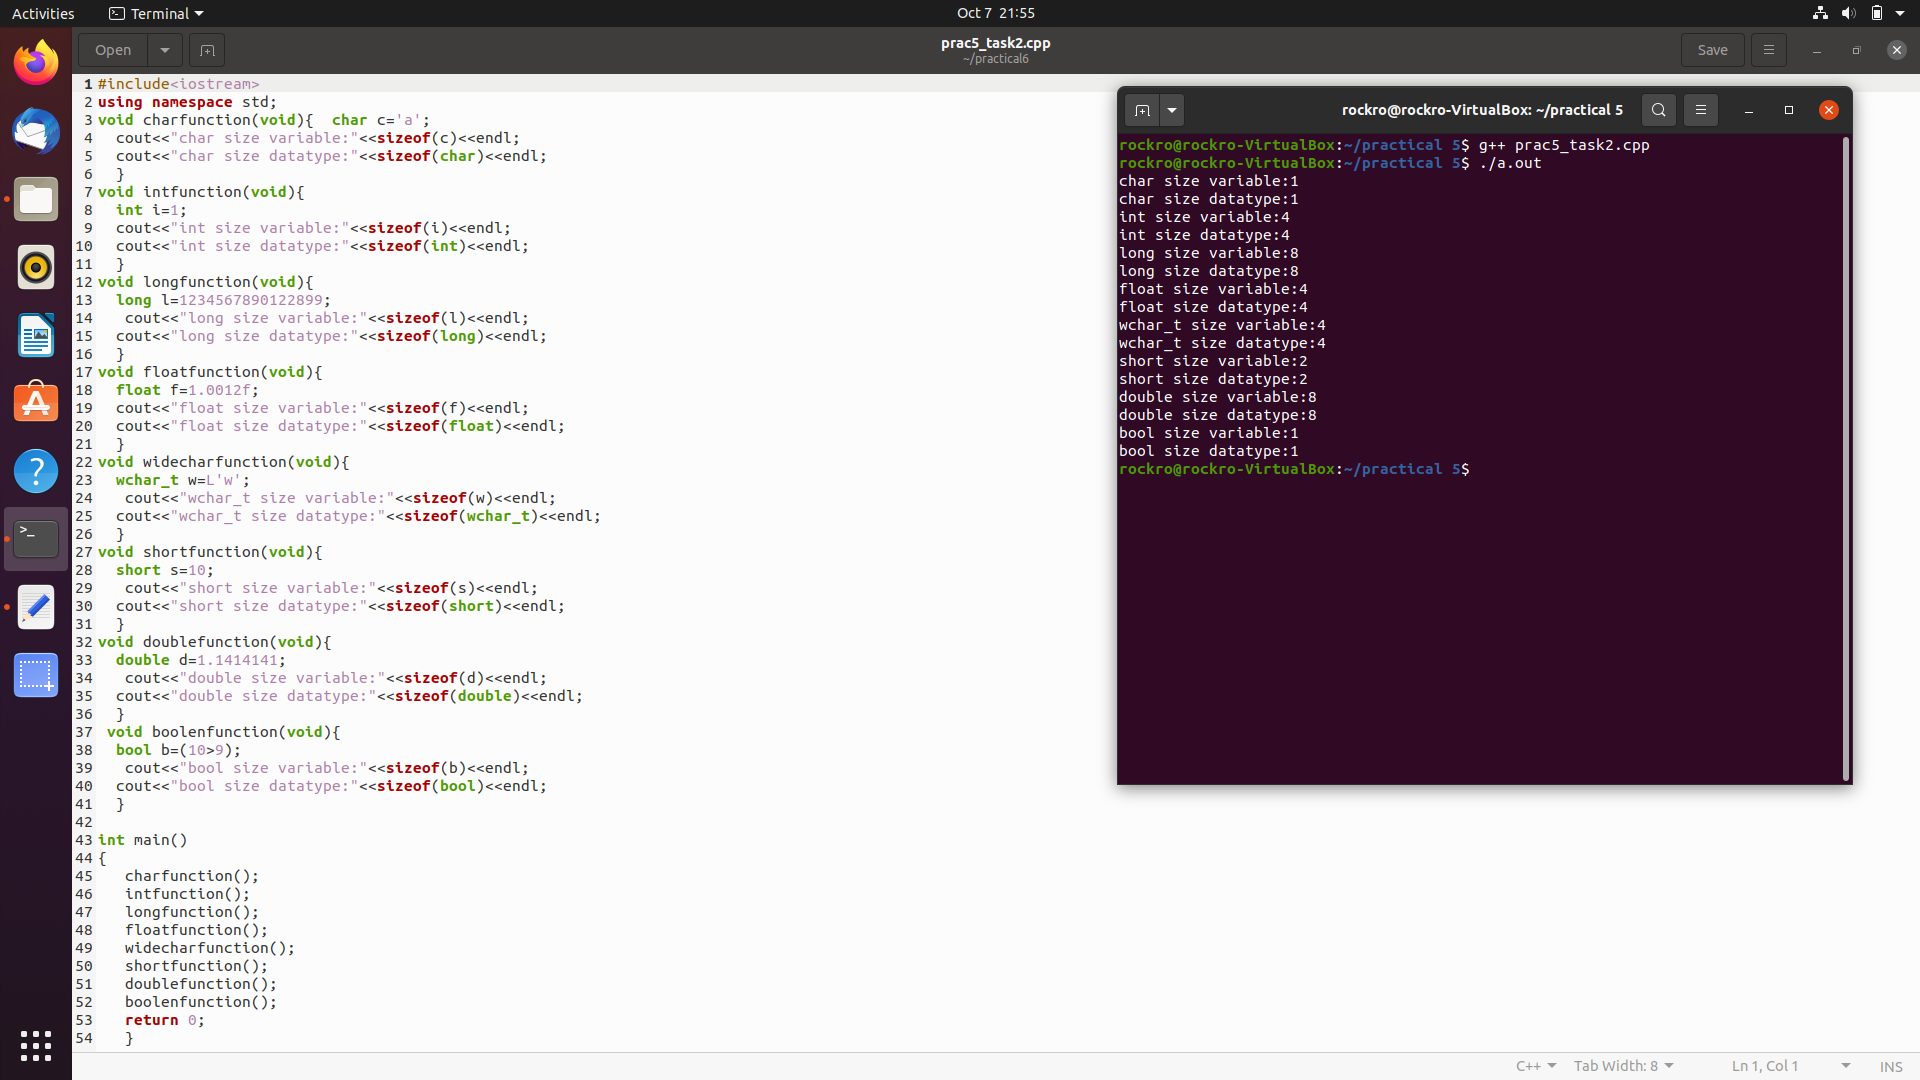 Activities
Terminal
Oct 7 21:55
Open
prac5_task2.cpp
~/practical6
Save
1 #include<iostream>
2 using namespace std;
3 void charfunction(void){  char c='a';
4   cout<<"char size variable:"<<sizeof(c)<<endl;
5   cout<<"char size datatype:"<<sizeof(char)<<endl;
6   }
7 void intfunction(void){
8   int i=1;
9   cout<<"int size variable:"<<sizeof(i)<<endl;
10   cout<<"int size datatype:"<<sizeof(int)<<endl;
11   }
12 void longfunction(void){
13   long l=1234567890122899;
14    cout<<"long size variable:"<<sizeof(l)<<endl;
15   cout<<"long size datatype:"<<sizeof(long)<<endl;
16   }
17 void floatfunction(void){
18   float f=1.0012f;
19   cout<<"float size variable:"<<sizeof(f)<<endl;
20   cout<<"float size datatype:"<<sizeof(float)<<endl;
21   }
22 void widecharfunction(void){
23   wchar_t w=L'w';
24    cout<<"wchar_t size variable:"<<sizeof(w)<<endl;
25   cout<<"wchar_t size datatype:"<<sizeof(wchar_t)<<endl;
26   }
27 void shortfunction(void){
28   short s=10;
29    cout<<"short size variable:"<<sizeof(s)<<endl;
30   cout<<"short size datatype:"<<sizeof(short)<<endl;
31   }
32 void doublefunction(void){
33   double d=1.1414141;
34    cout<<"double size variable:"<<sizeof(d)<<endl;
35   cout<<"double size datatype:"<<sizeof(double)<<endl;
36   }
37  void boolenfunction(void){
38   bool b=(10>9);
39    cout<<"bool size variable:"<<sizeof(b)<<endl;
40   cout<<"bool size datatype:"<<sizeof(bool)<<endl;
41   }
42
43 int main()
44 {
45    charfunction();
46    intfunction();
47    longfunction();
48    floatfunction();
49    widecharfunction();
50    shortfunction();
51    doublefunction();
52    boolenfunction();
53    return 0;
54    }
rockro@rockro-VirtualBox: ~/practical 5
rockro@rockro-VirtualBox:~/practical 5$ g++ prac5_task2.cpp
rockro@rockro-VirtualBox:~/practical 5$ ./a.out
char size variable:1
char size datatype:1
int size variable:4
int size datatype:4
long size variable:8
long size datatype:8
float size variable:4
float size datatype:4
wchar_t size variable:4
wchar_t size datatype:4
short size variable:2
short size datatype:2
double size variable:8
double size datatype:8
bool size variable:1
bool size datatype:1
rockro@rockro-VirtualBox:~/practical 5$
C++
Tab Width: 8
Ln 1, Col 1
INS